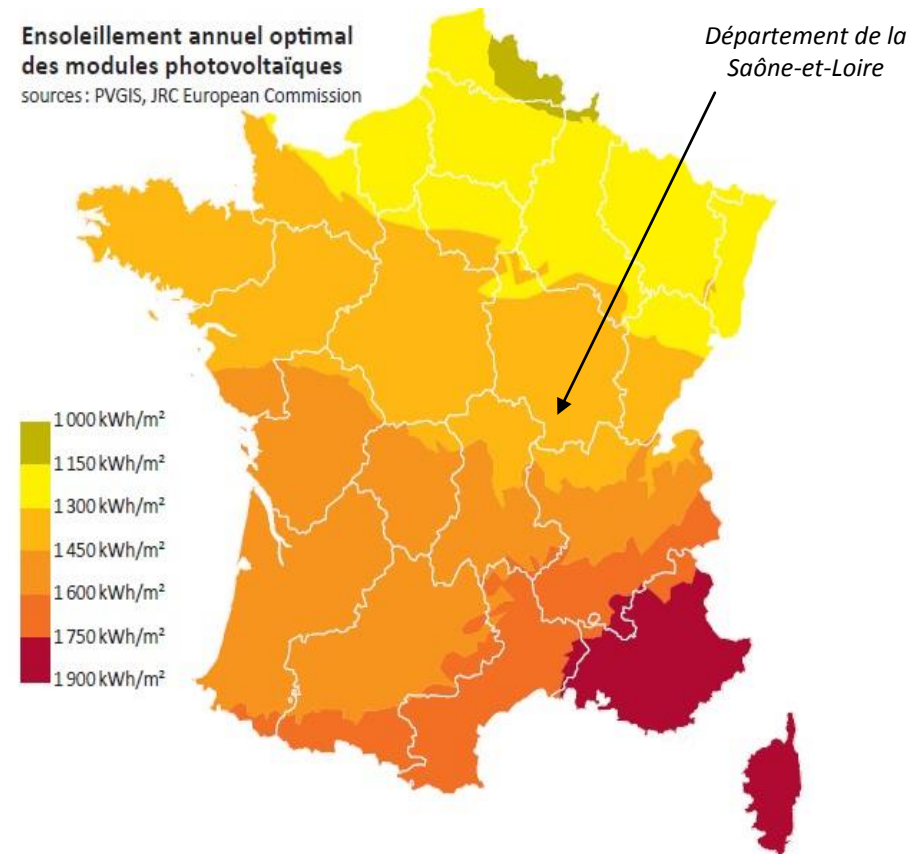 Ensoleillement annuel optimal
des modules photovoltaïques
sources : PVGIS, JRC European Commission
Département de la
Saône-et-Loire
1 000 kWh/m²
1 150 kWh/m²
1 300 kWh/m²
1 450 kWh/m²
1 600 kWh/m²
1 750 kWh/m²
1 900 kWh/m²